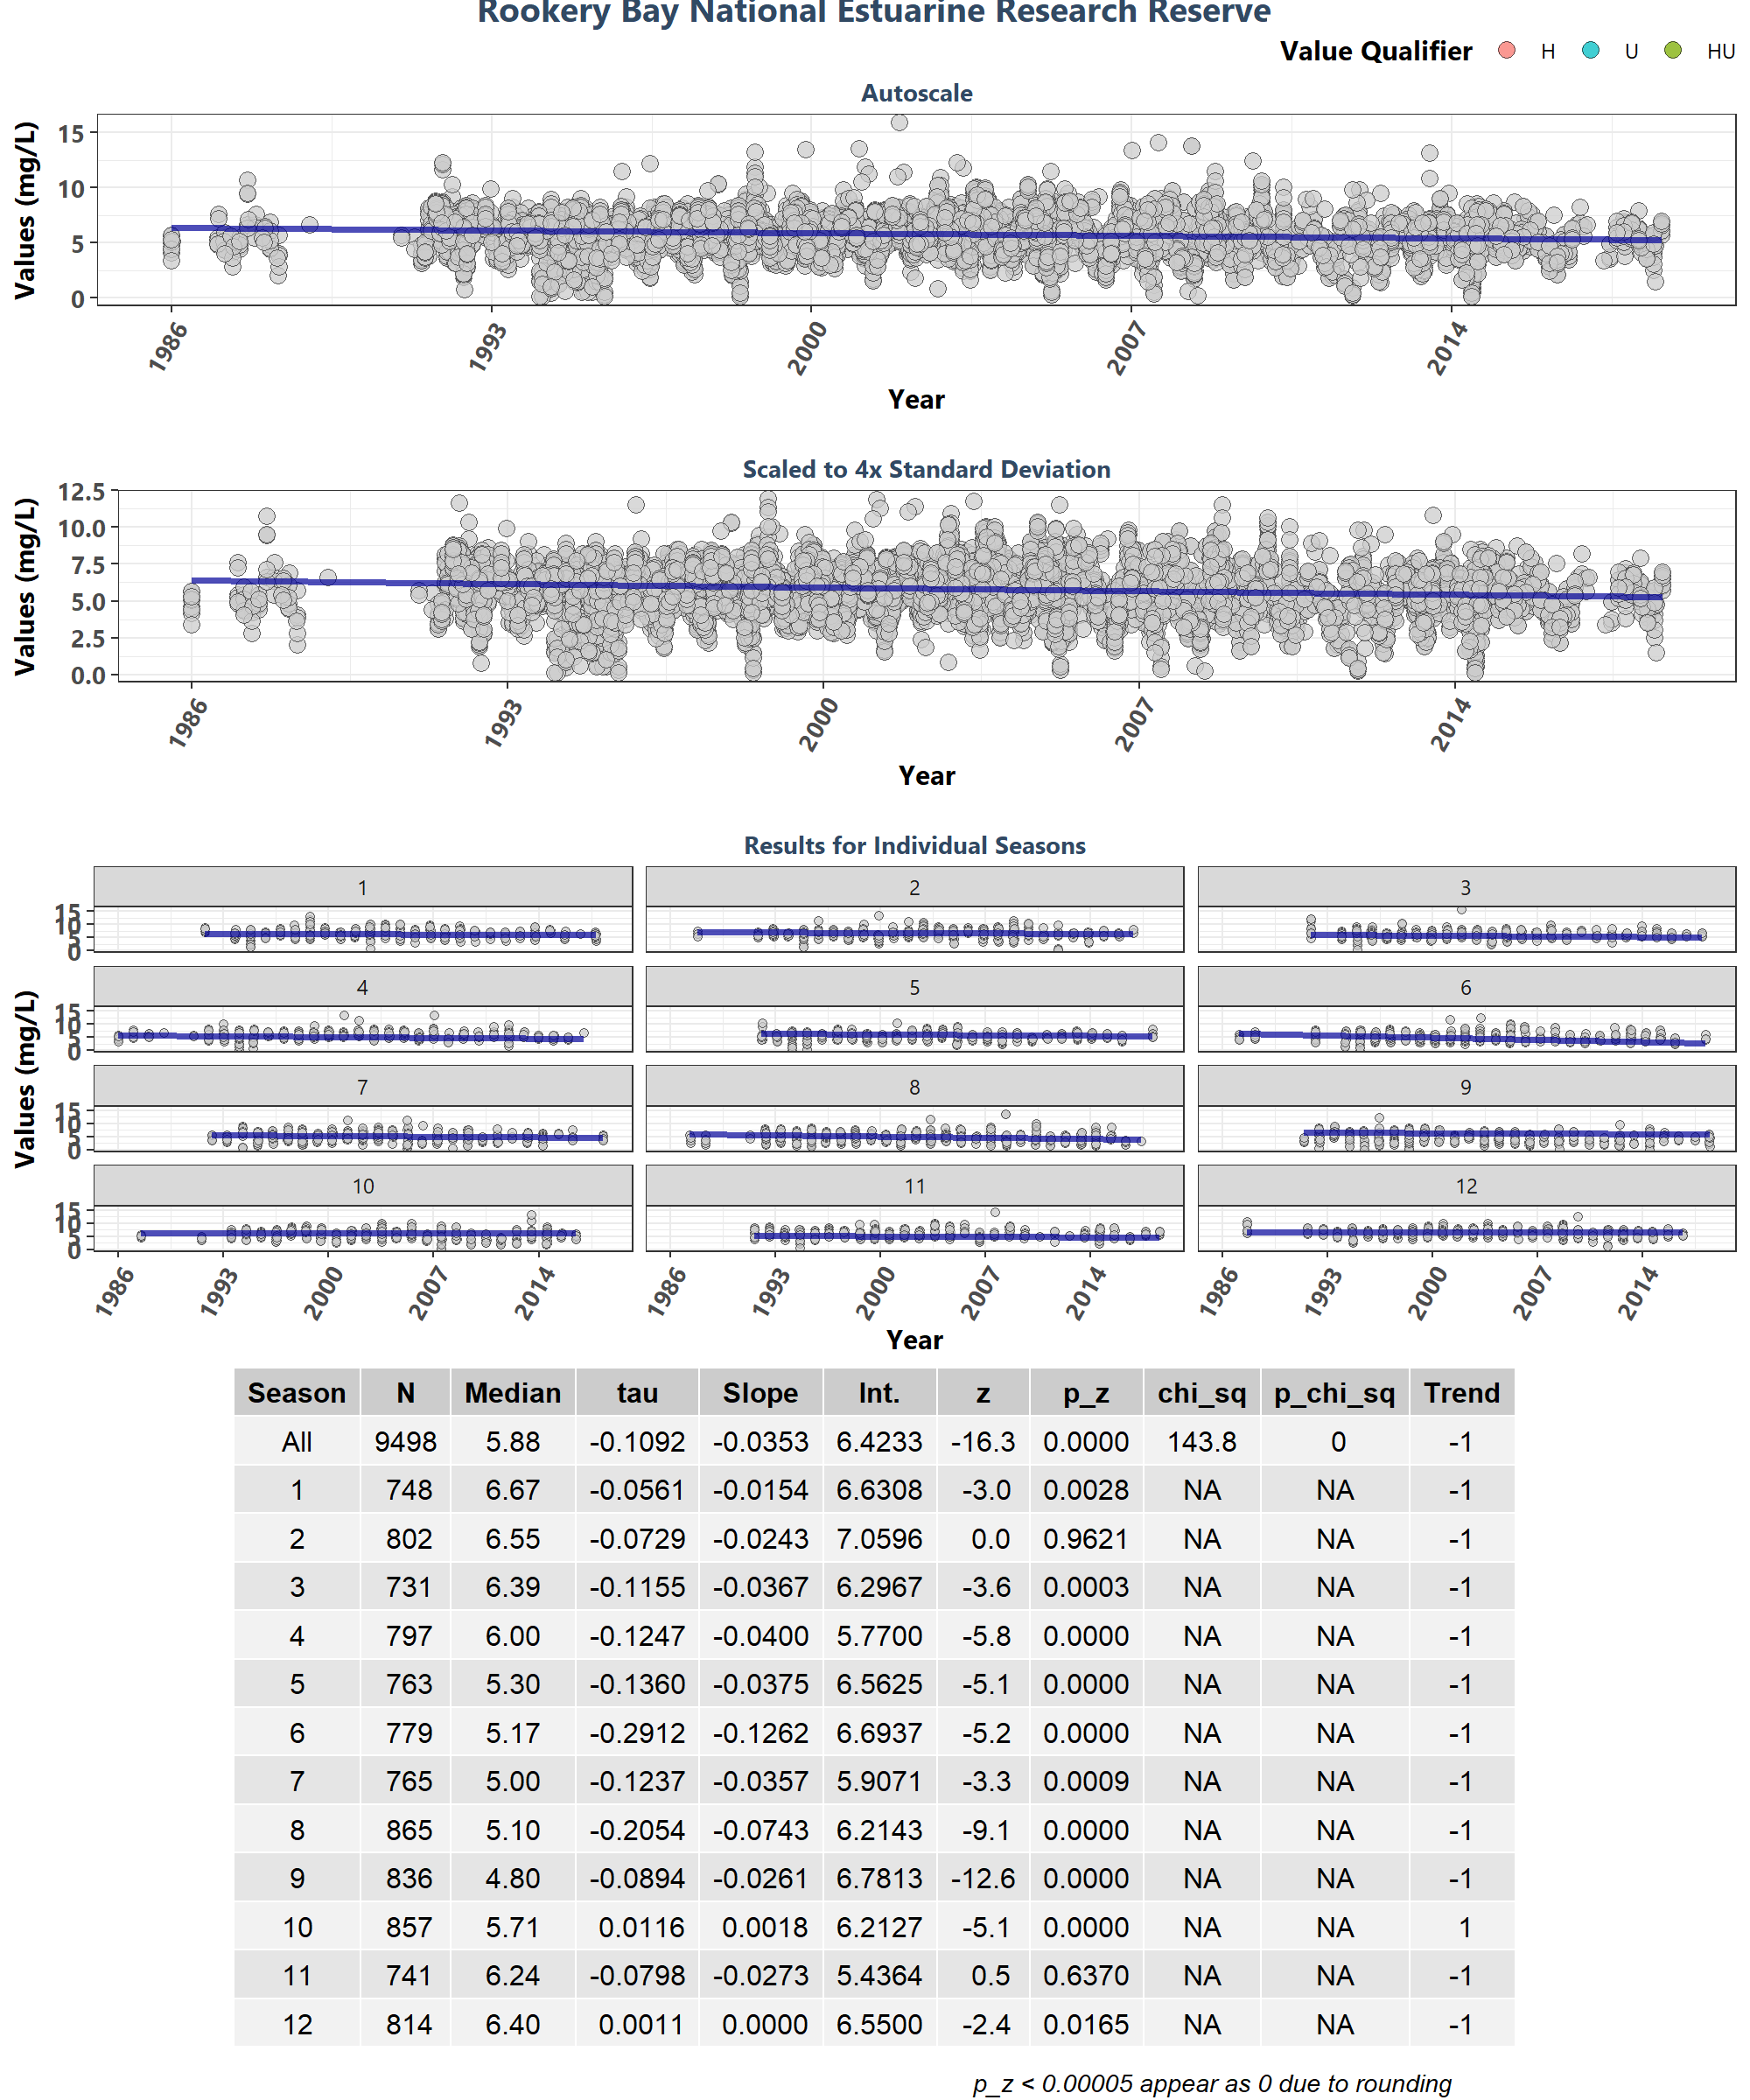 Rookery Bay National Estuarine Research Reserve
Value Qualifier H U HU
Autoscale
Values (mg/L)
15
10
5
0
1986 1993 2000 2007 2014
Year
Scaled to 4x Standard Deviation
Values (mg/L)
12.5
10.0
7.5
5.0
2.5
0.0
1986 1993 2000 2007 2014
Year
Results for Individual Seasons
Values (mg/L)
1 2 3
15
10
5
0
4 5 6
15
10
5
0
7 8 9
15
10
5
0
10 11 12
15
10
5
0
1986 1993 2000 2007 2014 1986 1993 2000 2007 2014 1986 1993 2000 2007 2014
Year
Season N Median tau Slope Int. z p_z chi_sq p_chi_sq Trend
All 9498 5.88 -0.1092 -0.0353 6.4233 -16.3 0.0000 143.8 0 -1
1 748 6.67 -0.0561 -0.0154 6.6308 -3.0 0.0028 NA NA -1
2 802 6.55 -0.0729 -0.0243 7.0596 0.0 0.9621 NA NA -1
3 731 6.39 -0.1155 -0.0367 6.2967 -3.6 0.0003 NA NA -1
4 797 6.00 -0.1247 -0.0400 5.7700 -5.8 0.0000 NA NA -1
5 763 5.30 -0.1360 -0.0375 6.5625 -5.1 0.0000 NA NA -1
6 779 5.17 -0.2912 -0.1262 6.6937 -5.2 0.0000 NA NA -1
7 765 5.00 -0.1237 -0.0357 5.9071 -3.3 0.0009 NA NA -1
8 865 5.10 -0.2054 -0.0743 6.2143 -9.1 0.0000 NA NA -1
9 836 4.80 -0.0894 -0.0261 6.7813 -12.6 0.0000 NA NA -1
10 857 5.71 0.0116 0.0018 6.2127 -5.1 0.0000 NA NA 1
11 741 6.24 -0.0798 -0.0273 5.4364 0.5 0.6370 NA NA -1
12 814 6.40 0.0011 0.0000 6.5500 -2.4 0.0165 NA NA -1
p_z < 0.00005 appear as 0 due to rounding